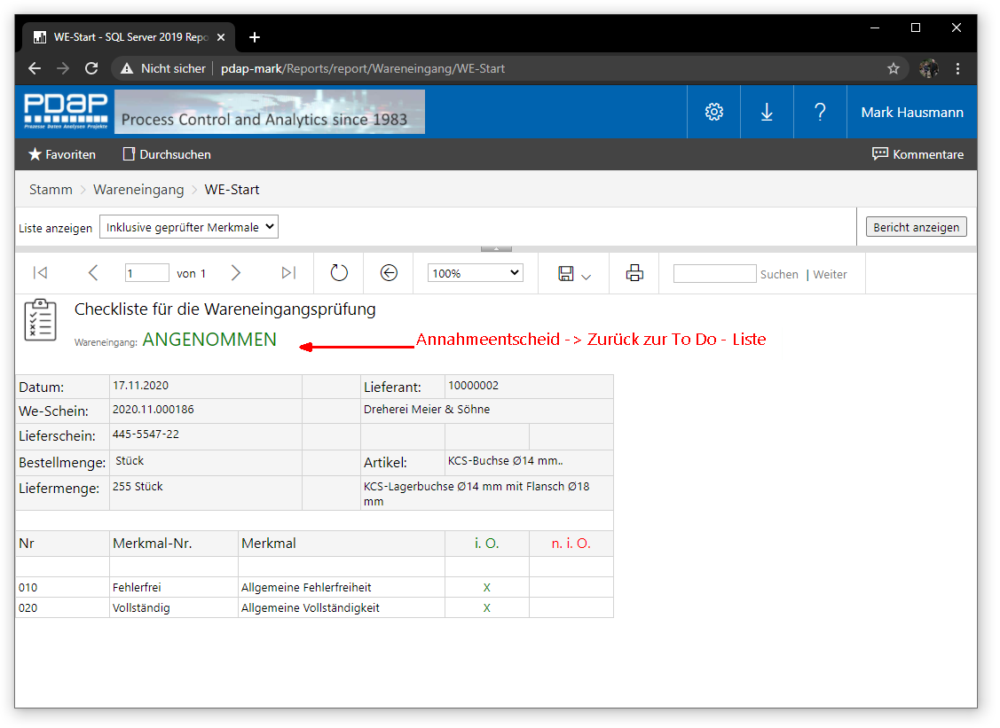 WE-Start - SQL Server 2019 Repo
Nicht sicher pdap-mark/Reports/report/Wareneingang/WE-Start
PDAP
Prozesse Daten Analysen Projekte
Process Control and Analytics since 1983
? Mark Hausmann
Favoriten Durchsuchen Kommentare
Stamm > Wareneingang > WE-Start
Liste anzeigen Inklusive geprüfter Merkmale Bericht anzeigen
1 von 1 100% Suchen | Weiter
Checkliste für die Wareneingangsprüfung
Wareneingang: ANGENOMMEN Annahmeentscheid -> Zurück zur To Do - Liste
Datum: 17.11.2020 Lieferant: 10000002
We-Schein: 2020.11.000186 Dreherei Meier & Söhne
Lieferschein: 445-5547-22
Bestellmenge: Stück Artikel: KCS-Buchse Ø14 mm..
Liefermenge: 255 Stück KCS-Lagerbuchse Ø14 mm mit Flansch Ø18
mm
Nr Merkmal-Nr. Merkmal i. O. n. i. O.
010 Fehlerfrei Allgemeine Fehlerfreiheit X
020 Vollständig Allgemeine Vollständigkeit X